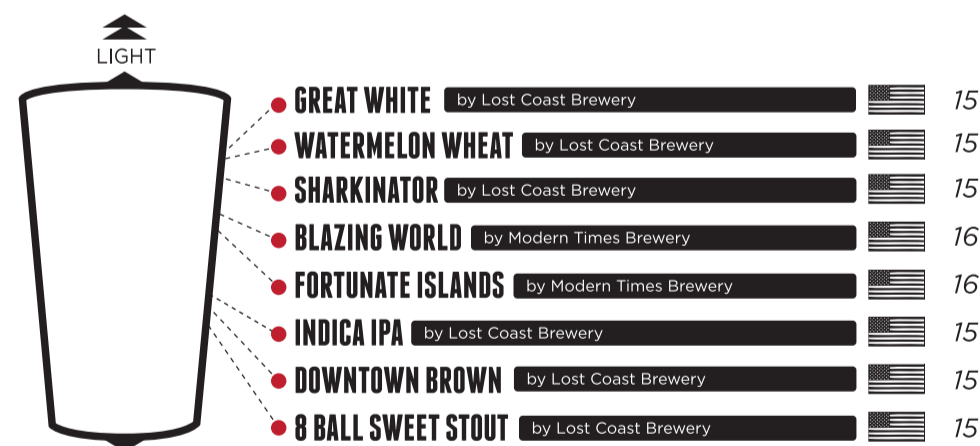 LIGHT
GREAT WHITE by Lost Coast Brewery 15
WATERMELON WHEAT by Lost Coast Brewery 15
SHARKINATOR by Lost Coast Brewery 15
BLAZING WORLD by Modern Times Brewery 16
FORTUNATE ISLANDS by Modern Times Brewery 16
INDICA IPA by Lost Coast Brewery 15
DOWNTOWN BROWN by Lost Coast Brewery 15
8 BALL SWEET STOUT by Lost Coast Brewery 15